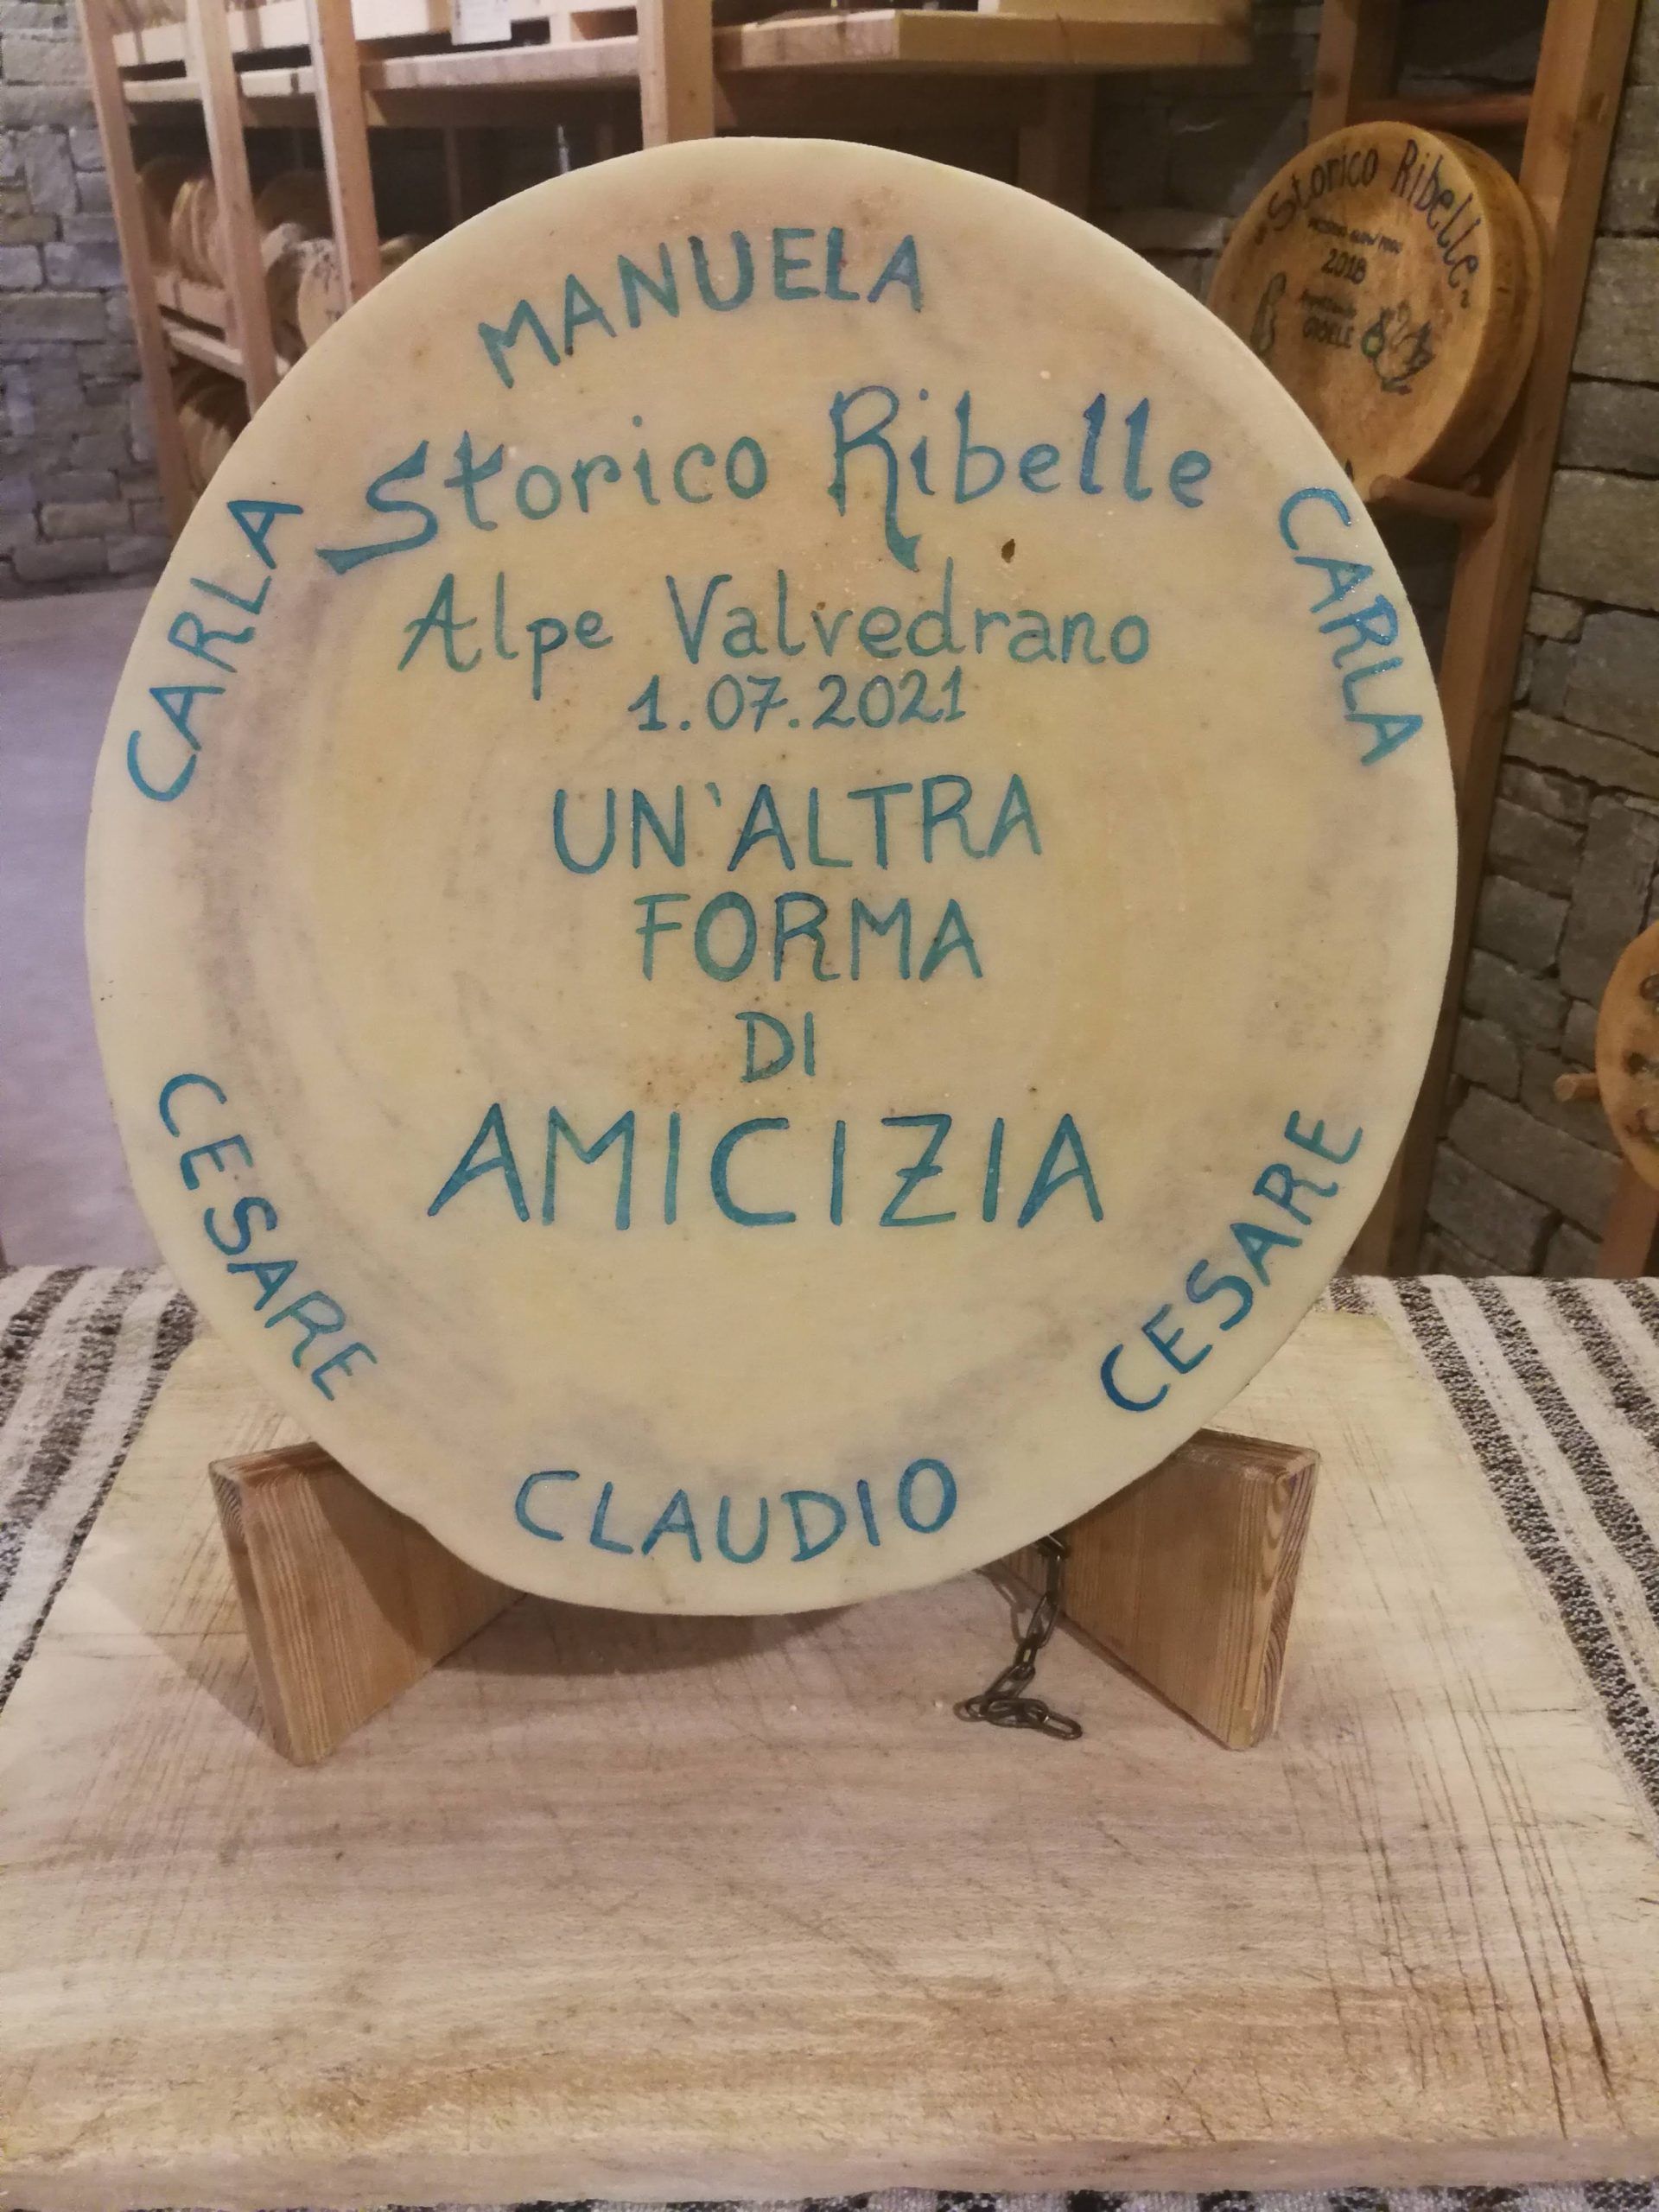 MANUELA
Storico Ribelle
Alpe Valvedrano
1.07.2021
UN'ALTRA
FORMA
DI
AMICIZIA
CARLA
CARLA
CESARE
CESARE
CLAUDIO
"Storico Ribelle"
2018
GISELE